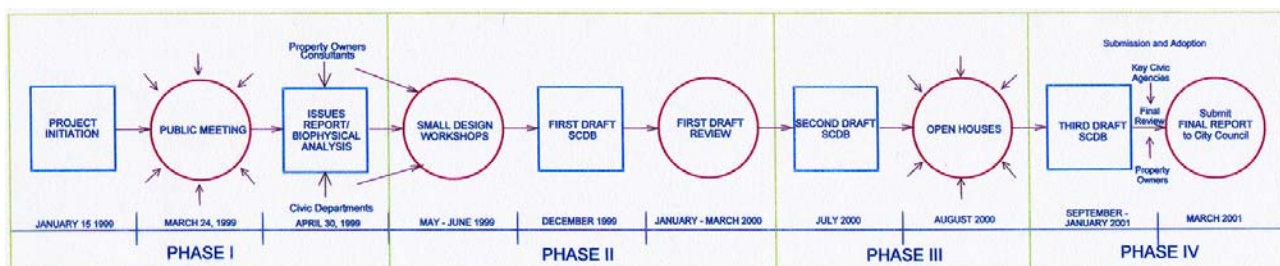 Submission and Adoption
Property Owners
Consultants
Key Civic
Agencies
PROJECT
INITIATION
PUBLIC MEETING
ISSUES
REPORT/
BIOPHYSICAL
ANALYSIS
SMALL DESIGN
WORKSHOPS
FIRST DRAFT
SCDB
FIRST DRAFT
REVIEW
SECOND DRAFT
SCDB
OPEN HOUSES
THIRD DRAFT
SCDB
Final
Review
Submit
FINAL REPORT
to City Council
Property
Owners
Civic Departments
JANUARY 15 1999
MARCH 24, 1999
APRIL 30, 1999
MAY - JUNE 1999
DECEMBER 1999
JANUARY - MARCH 2000
JULY 2000
AUGUST 2000
SEPTEMBER -
JANUARY 2001
MARCH 2001
PHASE I
PHASE II
PHASE III
PHASE IV